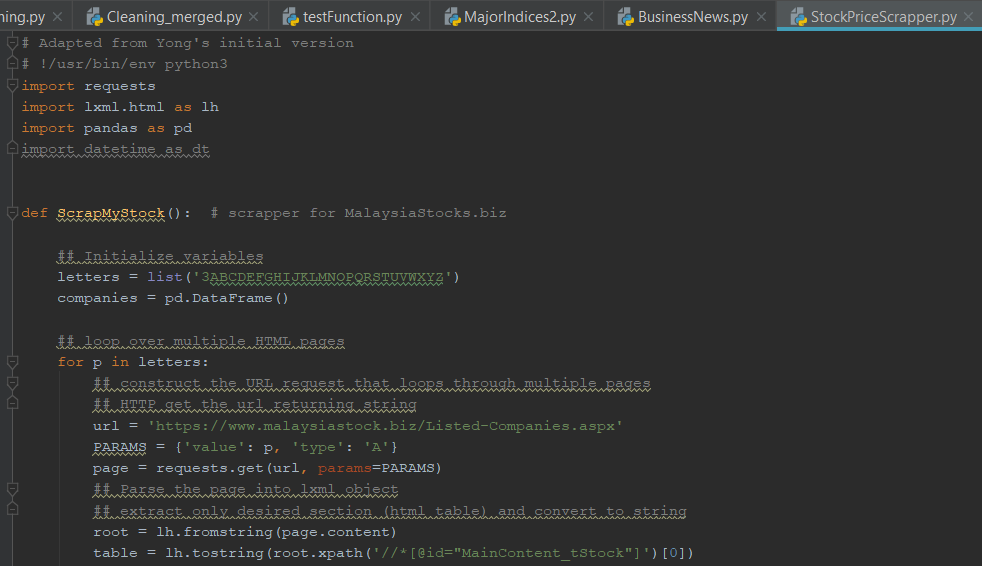 ning.py × Cleaning_merged.py × testFunction.py × MajorIndices2.py × BusinessNews.py × StockPriceScrapper.py ×
# Adapted from Yong's initial version
# !/usr/bin/env python3
import requests
import lxml.html as lh
import pandas as pd
import datetime as dt
def ScrapMyStock():  # scrapper for MalaysiaStocks.biz
## Initialize variables
letters = list('3ABCDEFGHIJKLMNOPQRSTUVWXYZ')
companies = pd.DataFrame()
## loop over multiple HTML pages
for p in letters:
## construct the URL request that loops through multiple pages
## HTTP get the url returning string
url = 'https://www.malaysiastock.biz/Listed-Companies.aspx'
PARAMS = {'value': p, 'type': 'A'}
page = requests.get(url, params=PARAMS)
## Parse the page into lxml object
## extract only desired section (html table) and convert to string
root = lh.fromstring(page.content)
table = lh.tostring(root.xpath('//*[@id="MainContent_tStock"]')[0])